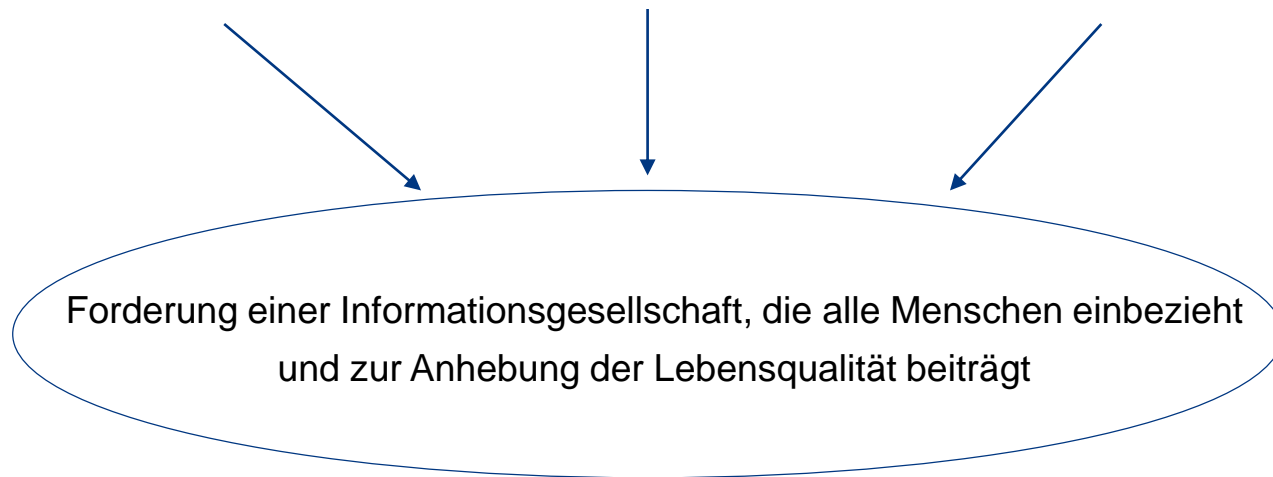 Forderung einer Informationsgesellschaft, die alle Menschen einbezieht
und zur Anhebung der Lebensqualität beiträgt